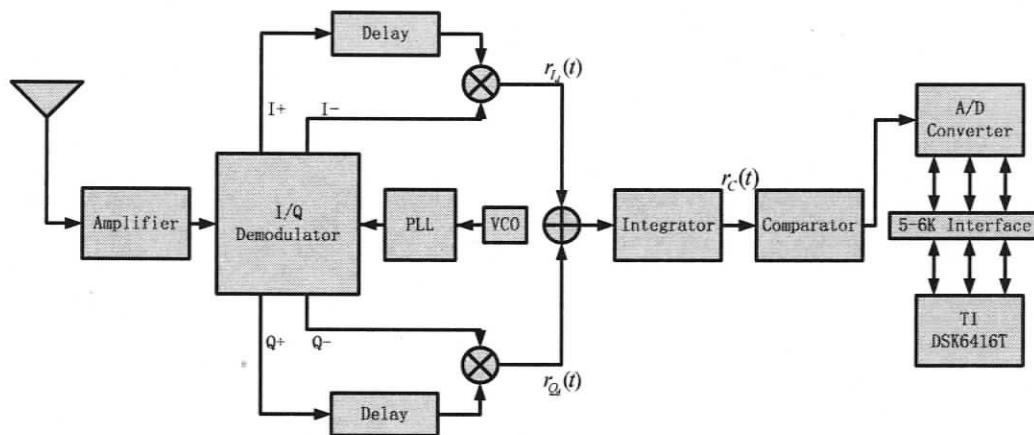 Delay
r_{I_d}(t)
I+
I−
A/D
Converter
Amplifier
I/Q
Demodulator
PLL
VCO
Integrator
r_C(t)
Comparator
5-6K Interface
Q+
Q−
r_{Q_d}(t)
Delay
TI
DSK6416T